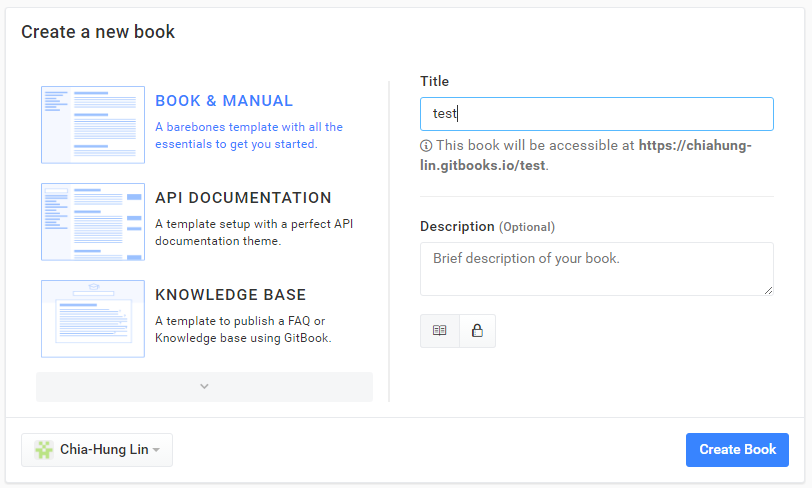 Create a new book
BOOK & MANUAL
A barebones template with all the
essentials to get you started.
API DOCUMENTATION
A template setup with a perfect API
documentation theme.
KNOWLEDGE BASE
A template to publish a FAQ or
Knowledge base using GitBook.
Title
test
This book will be accessible at https://chiahung-
lin.gitbooks.io/test.
Description (Optional)
Brief description of your book.
Chia-Hung Lin
Create Book